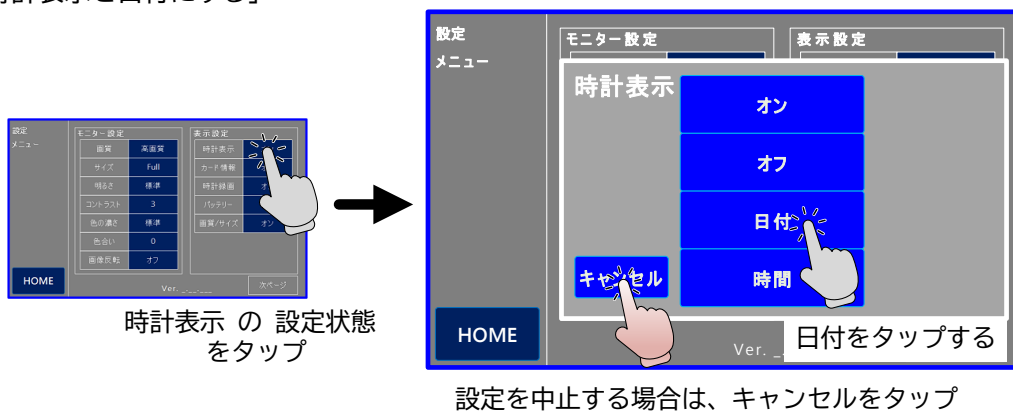 時計表示を日付にする」
設定
メニュー
モニター設定
画質 高画質
サイズ Full
明るさ 標準
コントラスト 3
色の濃さ 標準
色合い 0
画像反転 オフ
表示設定
時計表示
カード情報
時計録画
バッテリー
画質/サイズ オン
HOME
Ver. _.__.___
次ページ
時計表示 の 設定状態
をタップ
設定
メニュー
モニター設定
表示設定
時計表示
オン
オフ
日付
時間
キャンセル
HOME
Ver. _
日付をタップする
設定を中止する場合は、キャンセルをタップ